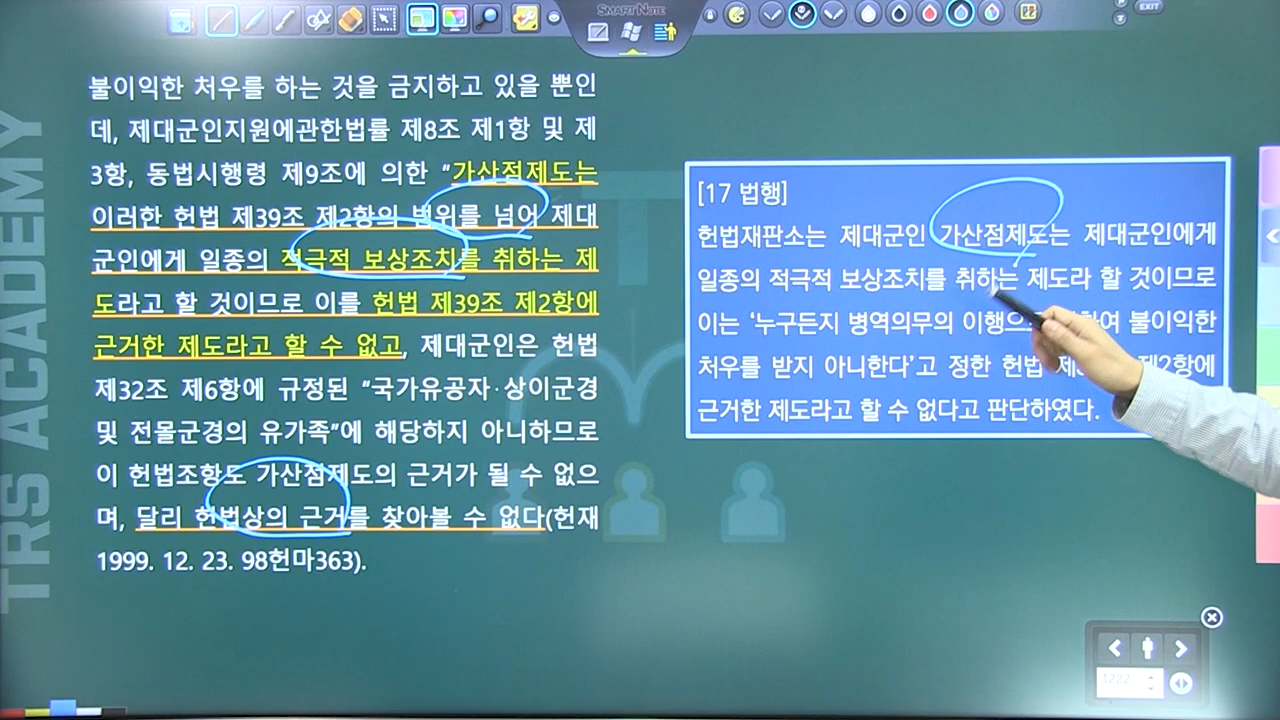 SMART NOTE
EXIT
TRS ACADEMY
불이익한 처우를 하는 것을 금지하고 있을 뿐인
데, 제대군인지원에관한법률 제8조 제1항 및 제
3항, 동법시행령 제9조에 의한 "가산점제도는
이러한 헌법 제39조 제2항의 범위를 넘어 제대
군인에게 일종의 적극적 보상조치를 취하는 제
도라고 할 것이므로 이를 헌법 제39조 제2항에
근거한 제도라고 할 수 없고, 제대군인은 헌법
제32조 제6항에 규정된 "국가유공자·상이군경
및 전몰군경의 유가족"에 해당하지 아니하므로
이 헌법조항도 가산점제도의 근거가 될 수 없으
며, 달리 헌법상의 근거를 찾아볼 수 없다(헌재
1999. 12. 23. 98헌마363).
[17 법행]
헌법재판소는 제대군인 가산점제도는 제대군인에게
일종의 적극적 보상조치를 취하는 제도라 할 것이므로
이는 '누구든지 병역의무의 이행으 불이익한
처우를 받지 아니한다'고 정한 헌법 제2항에
근거한 제도라고 할 수 없다고 판단하였다.
1222